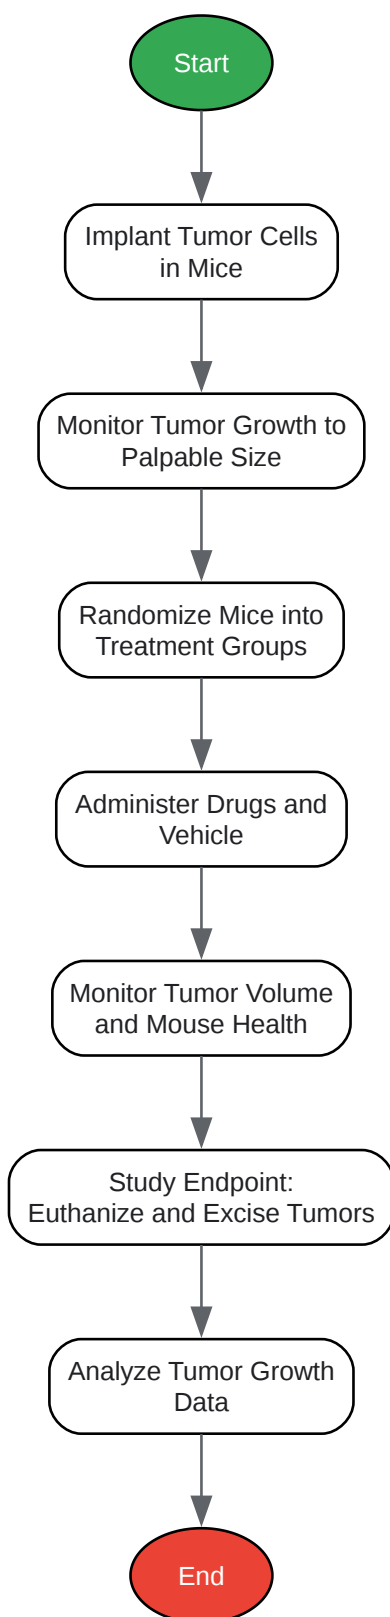 Start
Implant Tumor Cells
in Mice
Monitor Tumor Growth to
Palpable Size
Randomize Mice into
Treatment Groups
Administer Drugs and
Vehicle
Monitor Tumor Volume
and Mouse Health
Study Endpoint:
Euthanize and Excise Tumors
Analyze Tumor Growth
Data
End